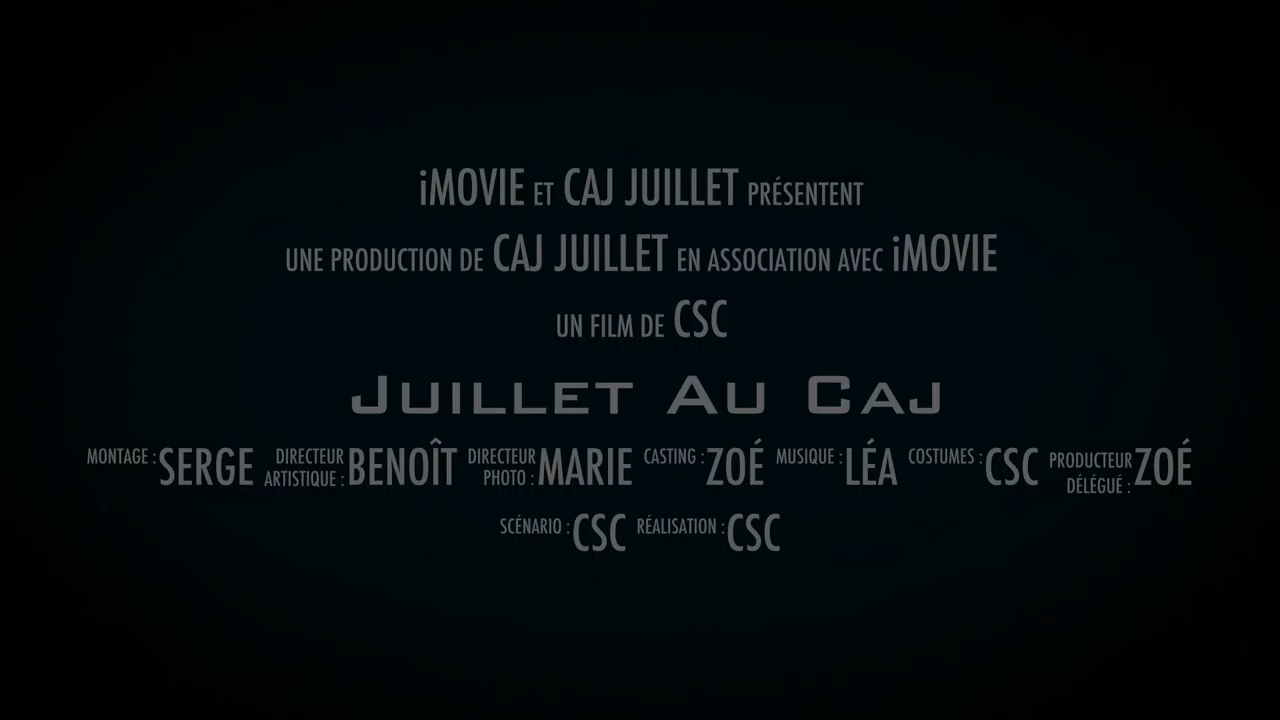 iMOVIE ET CAJ JUILLET PRÉSENTENT
UNE PRODUCTION DE CAJ JUILLET EN ASSOCIATION AVEC iMOVIE
UN FILM DE CSC
JUILLET AU CAJ
MONTAGE : SERGE DIRECTEUR ARTISTIQUE : BENOÎT DIRECTEUR PHOTO : MARIE CASTING : ZOÉ MUSIQUE : LÉA COSTUMES : CSC PRODUCTEUR DÉLÉGUÉ : ZOÉ
SCÉNARIO : CSC RÉALISATION : CSC